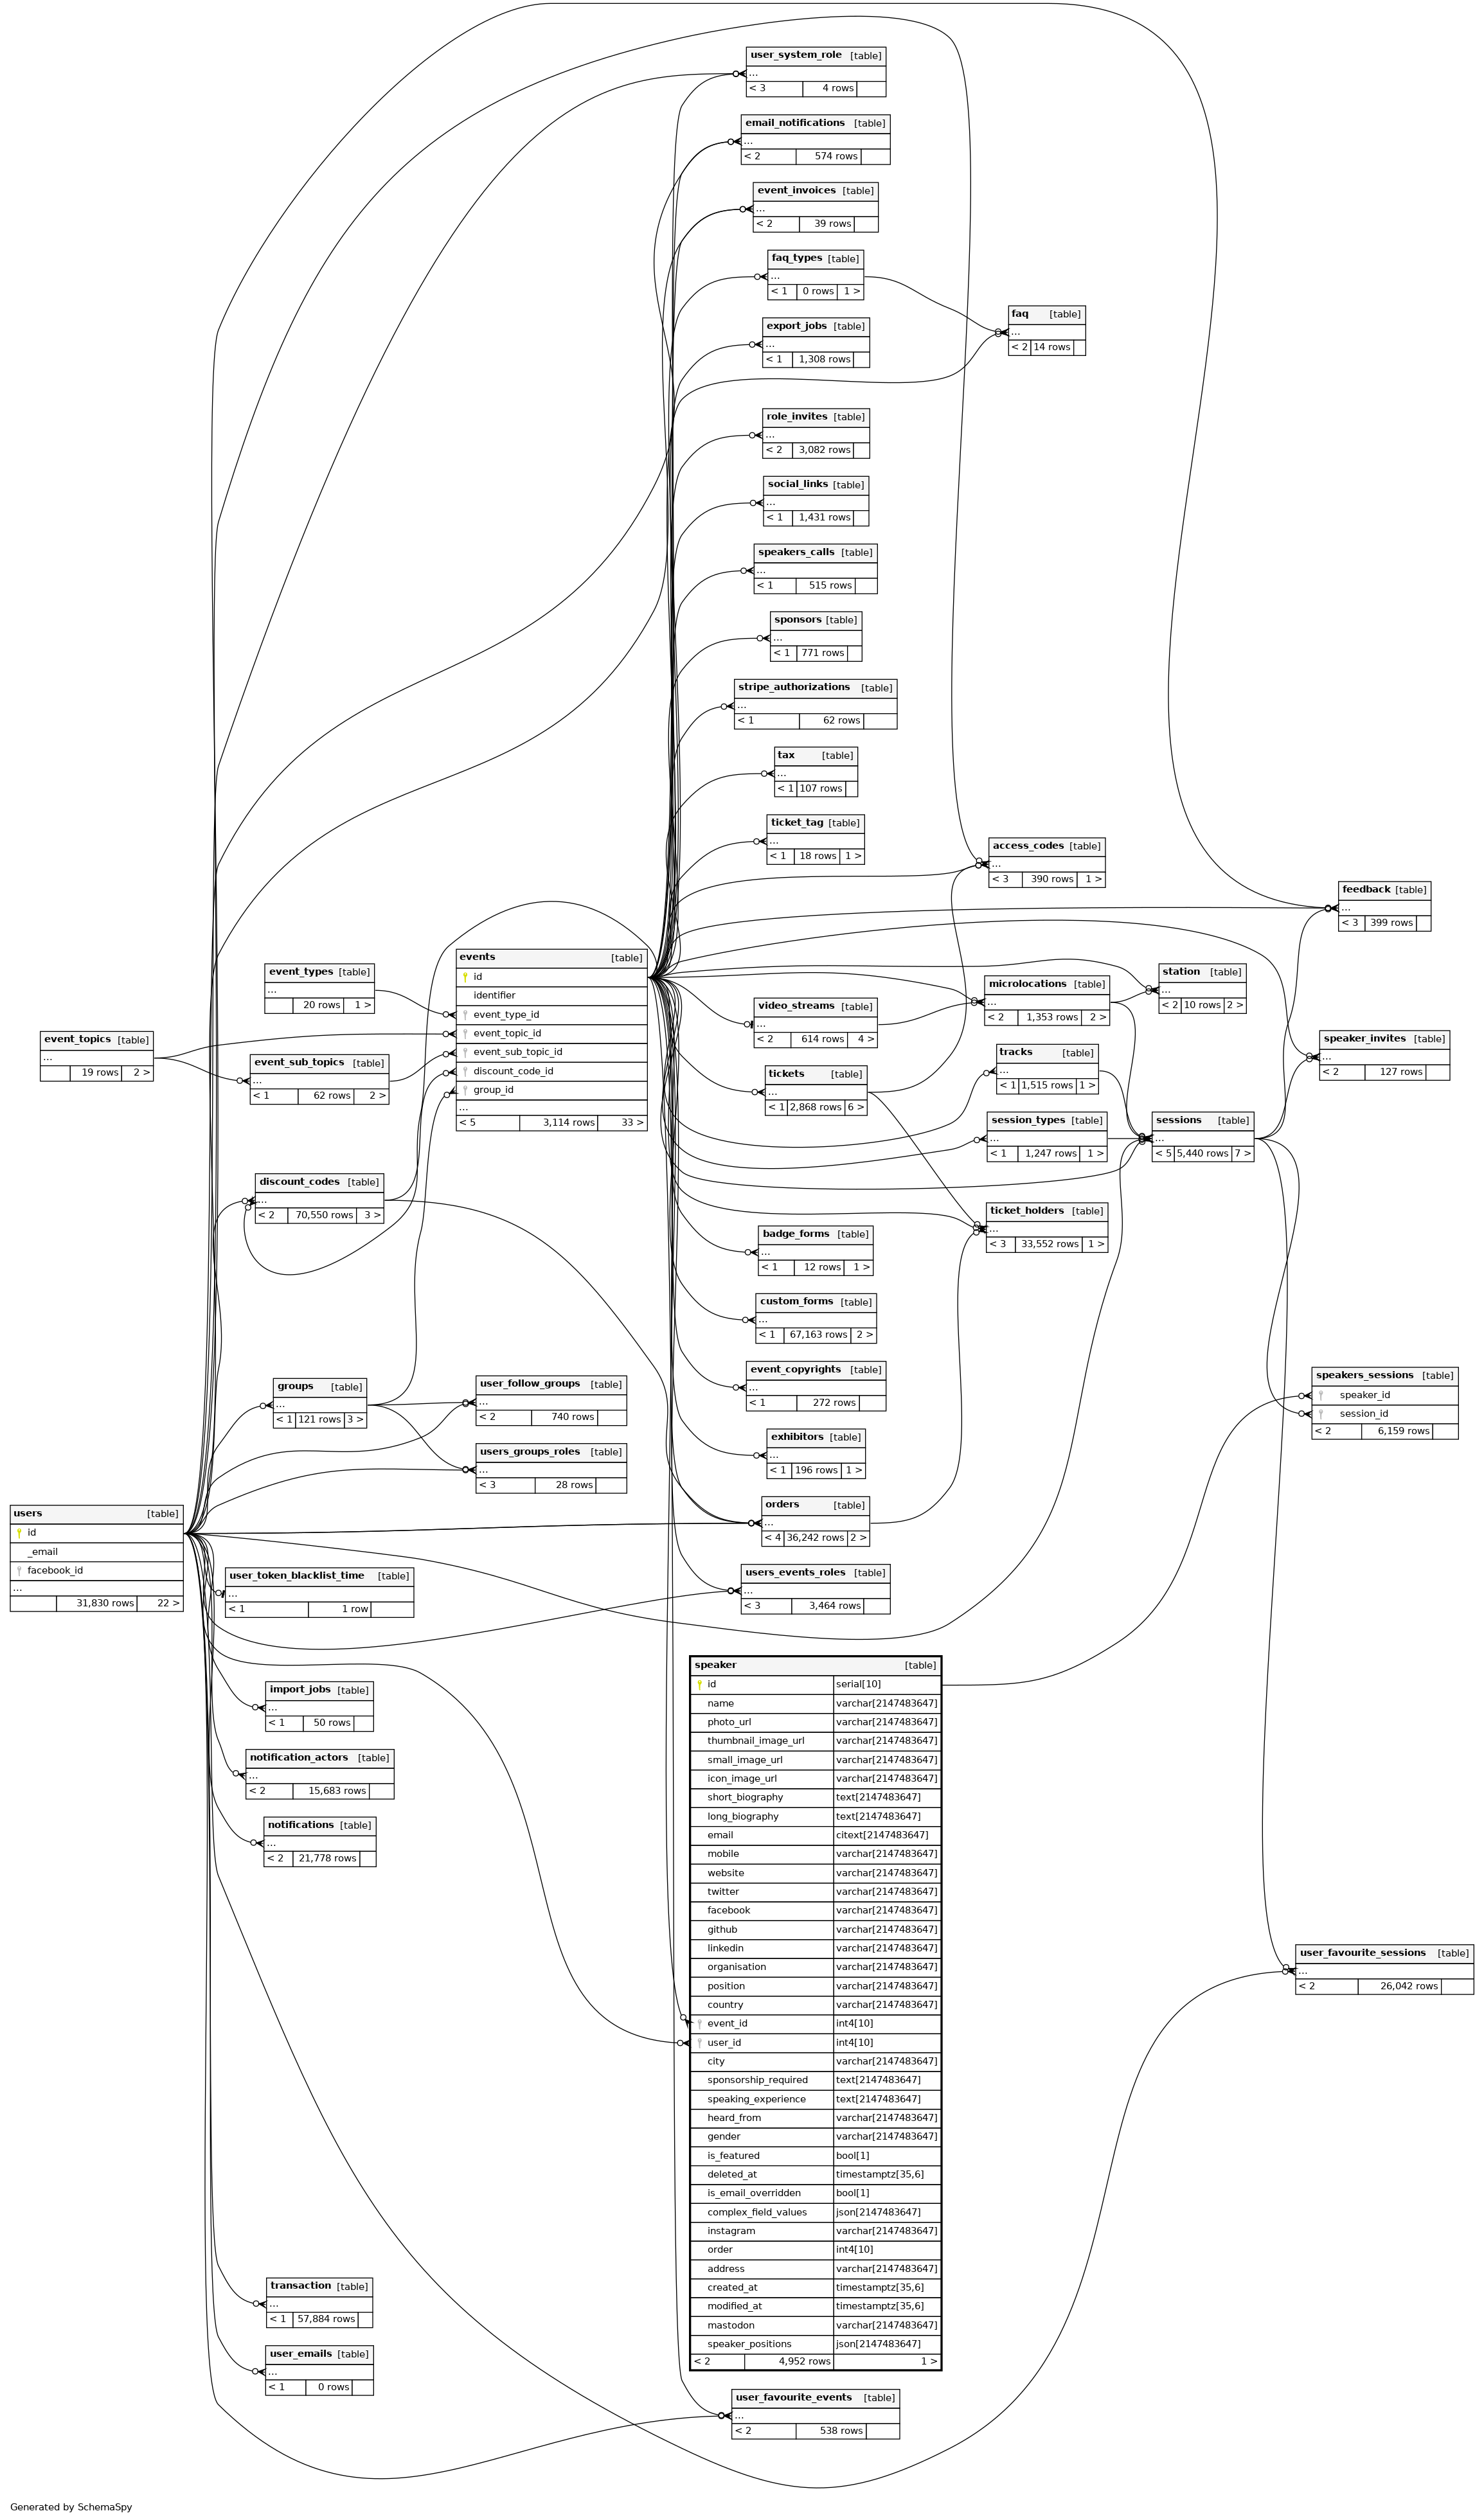 user_system_role [table]
...
< 3 4 rows
email_notifications [table]
...
< 2 574 rows
event_invoices [table]
...
< 2 39 rows
faq_types [table]
...
< 1 0 rows 1 >
faq [table]
...
< 2 14 rows
export_jobs [table]
...
< 1 1,308 rows
role_invites [table]
...
< 2 3,082 rows
social_links [table]
...
< 1 1,431 rows
speakers_calls [table]
...
< 1 515 rows
sponsors [table]
...
< 1 771 rows
stripe_authorizations [table]
...
< 1 62 rows
tax [table]
...
< 1 107 rows
ticket_tag [table]
...
< 1 18 rows 1 >
access_codes [table]
...
< 3 390 rows 1 >
feedback [table]
...
< 3 399 rows
events [table]
id
identifier
event_type_id
event_topic_id
event_sub_topic_id
discount_code_id
group_id
...
< 5 3,114 rows 33 >
event_types [table]
...
20 rows 1 >
event_topics [table]
...
19 rows 2 >
event_sub_topics [table]
...
< 1 62 rows 2 >
video_streams [table]
...
< 2 614 rows 4 >
microlocations [table]
...
< 2 1,353 rows 2 >
station [table]
...
< 2 10 rows 2 >
speaker_invites [table]
...
< 2 127 rows
tracks [table]
...
< 1 1,515 rows 1 >
tickets [table]
...
< 1 2,868 rows 6 >
session_types [table]
...
< 1 1,247 rows 1 >
sessions [table]
...
< 5 5,440 rows 7 >
discount_codes [table]
...
< 2 70,550 rows 3 >
ticket_holders [table]
...
< 3 33,552 rows 1 >
badge_forms [table]
...
< 1 12 rows 1 >
custom_forms [table]
...
< 1 67,163 rows 2 >
event_copyrights [table]
...
< 1 272 rows
groups [table]
...
< 1 121 rows 3 >
user_follow_groups [table]
...
< 2 740 rows
speakers_sessions [table]
speaker_id
session_id
< 2 6,159 rows
exhibitors [table]
...
< 1 196 rows 1 >
users_groups_roles [table]
...
< 3 28 rows
orders [table]
...
< 4 36,242 rows 2 >
users [table]
id
_email
facebook_id
...
31,830 rows 22 >
user_token_blacklist_time [table]
...
< 1 1 row
users_events_roles [table]
...
< 3 3,464 rows
import_jobs [table]
...
< 1 50 rows
notification_actors [table]
...
< 2 15,683 rows
notifications [table]
...
< 2 21,778 rows
speaker [table]
id serial[10]
name varchar[2147483647]
photo_url varchar[2147483647]
thumbnail_image_url varchar[2147483647]
small_image_url varchar[2147483647]
icon_image_url varchar[2147483647]
short_biography text[2147483647]
long_biography text[2147483647]
email citext[2147483647]
mobile varchar[2147483647]
website varchar[2147483647]
twitter varchar[2147483647]
facebook varchar[2147483647]
github varchar[2147483647]
linkedin varchar[2147483647]
organisation varchar[2147483647]
position varchar[2147483647]
country varchar[2147483647]
event_id int4[10]
user_id int4[10]
city varchar[2147483647]
sponsorship_required text[2147483647]
speaking_experience text[2147483647]
heard_from varchar[2147483647]
gender varchar[2147483647]
is_featured bool[1]
deleted_at timestamptz[35,6]
is_email_overridden bool[1]
complex_field_values json[2147483647]
instagram varchar[2147483647]
order int4[10]
address varchar[2147483647]
created_at timestamptz[35,6]
modified_at timestamptz[35,6]
mastodon varchar[2147483647]
speaker_positions json[2147483647]
< 2 4,952 rows 1 >
user_favourite_sessions [table]
...
< 2 26,042 rows
transaction [table]
...
< 1 57,884 rows
user_emails [table]
...
< 1 0 rows
user_favourite_events [table]
...
< 2 538 rows
Generated by SchemaSpy